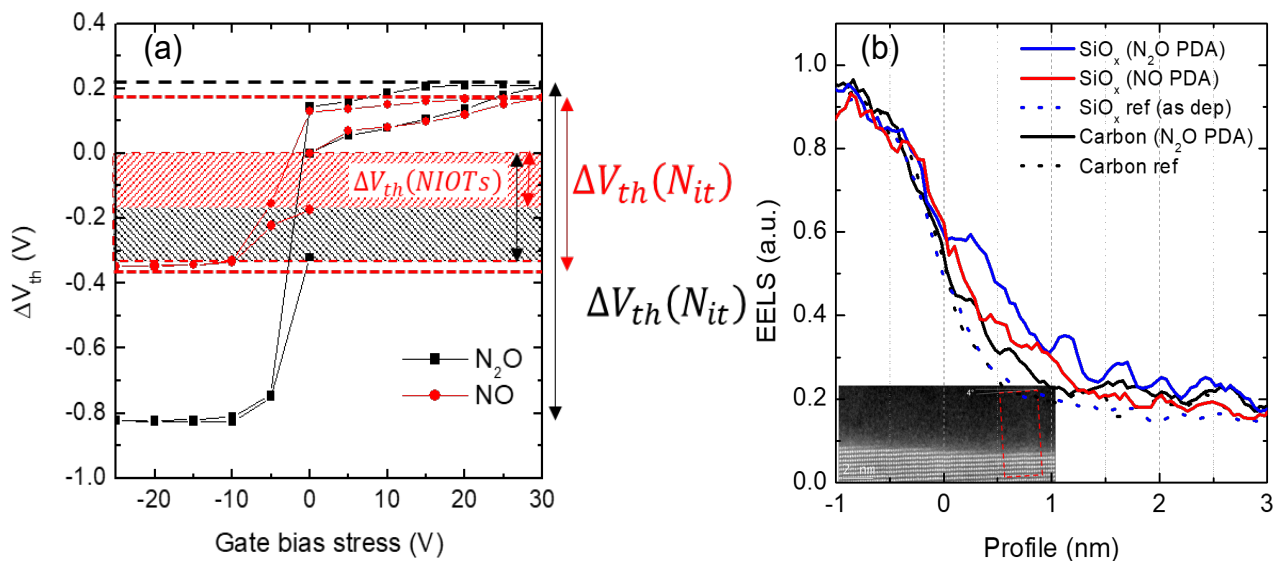 (a)
0.4
0.2
0.0
-0.2
-0.4
-0.6
-0.8
-1.0
ΔV_th (V)
ΔV_th(NIOTs)
ΔV_th(N_it)
ΔV_th(N_it)
N₂O
NO
-20 -10 0 10 20 30
Gate bias stress (V)
(b)
SiO_x (N₂O PDA)
SiO_x (NO PDA)
SiO_x ref (as dep)
Carbon (N₂O PDA)
Carbon ref
1.0
0.8
0.6
0.4
0.2
0.0
EELS (a.u.)
-1 0 1 2 3
Profile (nm)